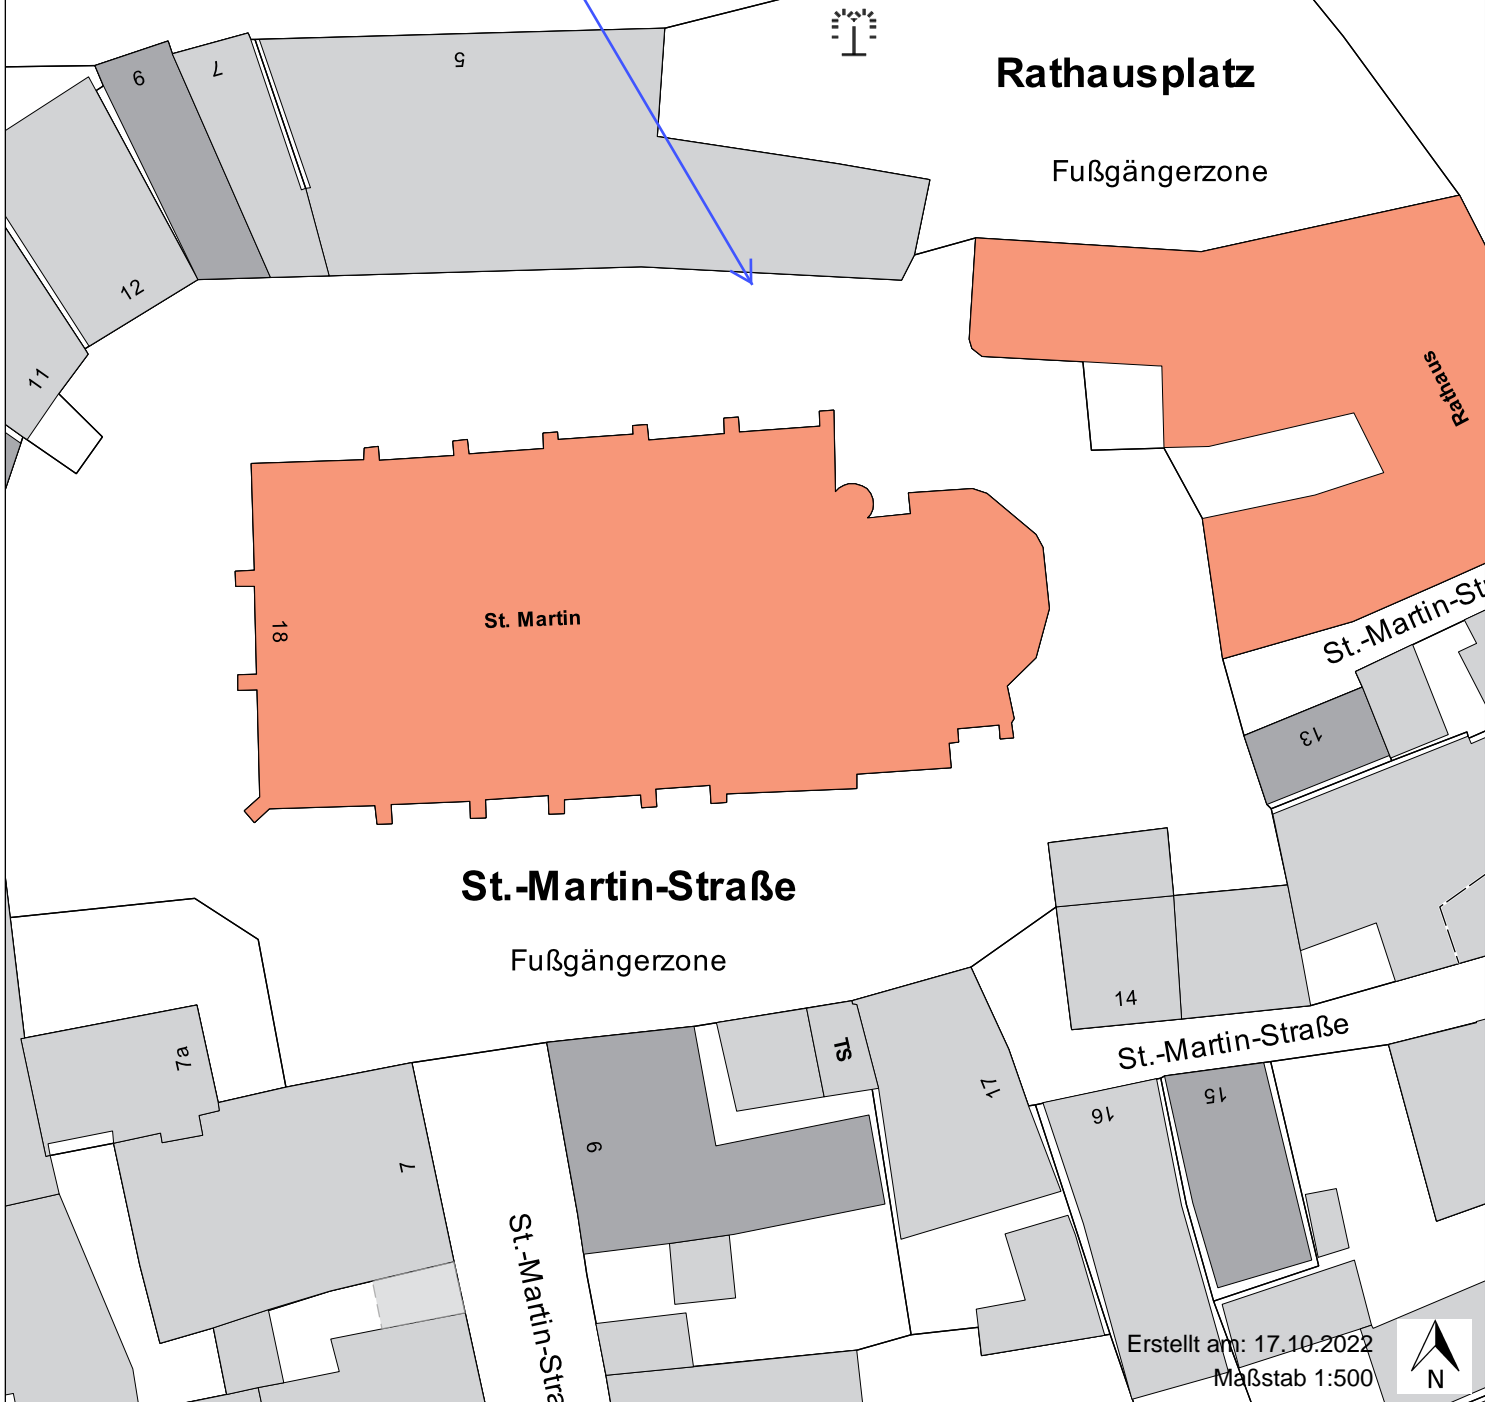 9
7
5
Rathausplatz
Fußgängerzone
12
11
Rathaus
St. Martin
18
St.-Martin-Str
13
St.-Martin-Straße
Fußgängerzone
14
St.-Martin-Straße
7a
TS
17
16
15
7
6
St.-Martin-Stra
Erstellt am: 17.10.2022
Maßstab 1:500
N